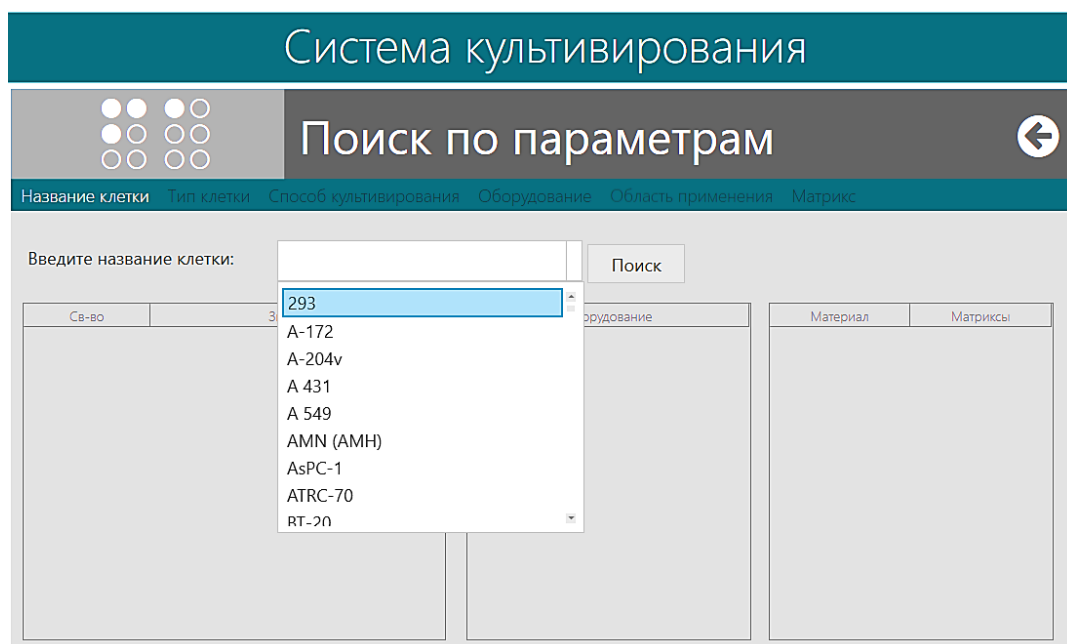 Система культивирования
Поиск по параметрам
Название клетки Тип клетки Способ культивирования Оборудование Область применения Матрикс
Введите название клетки:
Поиск
Св-во
Материал Матриксы
293
A-172
A-204v
A 431
A 549
AMN (AMH)
AsPC-1
ATRC-70
BT-20